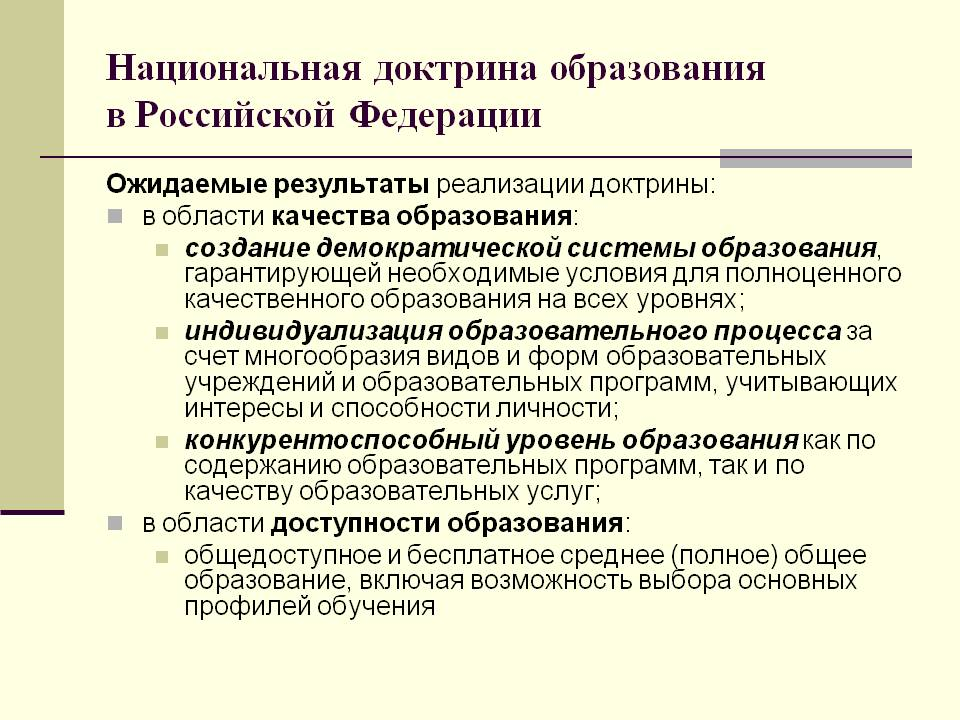 Национальная доктрина образования
в Российской Федерации
Ожидаемые результаты реализации доктрины:
в области качества образования:
создание демократической системы образования,
гарантирующей необходимые условия для полноценного
качественного образования на всех уровнях;
индивидуализация образовательного процесса за
счет многообразия видов и форм образовательных
учреждений и образовательных программ, учитывающих
интересы и способности личности;
конкурентоспособный уровень образования как по
содержанию образовательных программ, так и по
качеству образовательных услуг;
в области доступности образования:
общедоступное и бесплатное среднее (полное) общее
образование, включая возможность выбора основных
профилей обучения